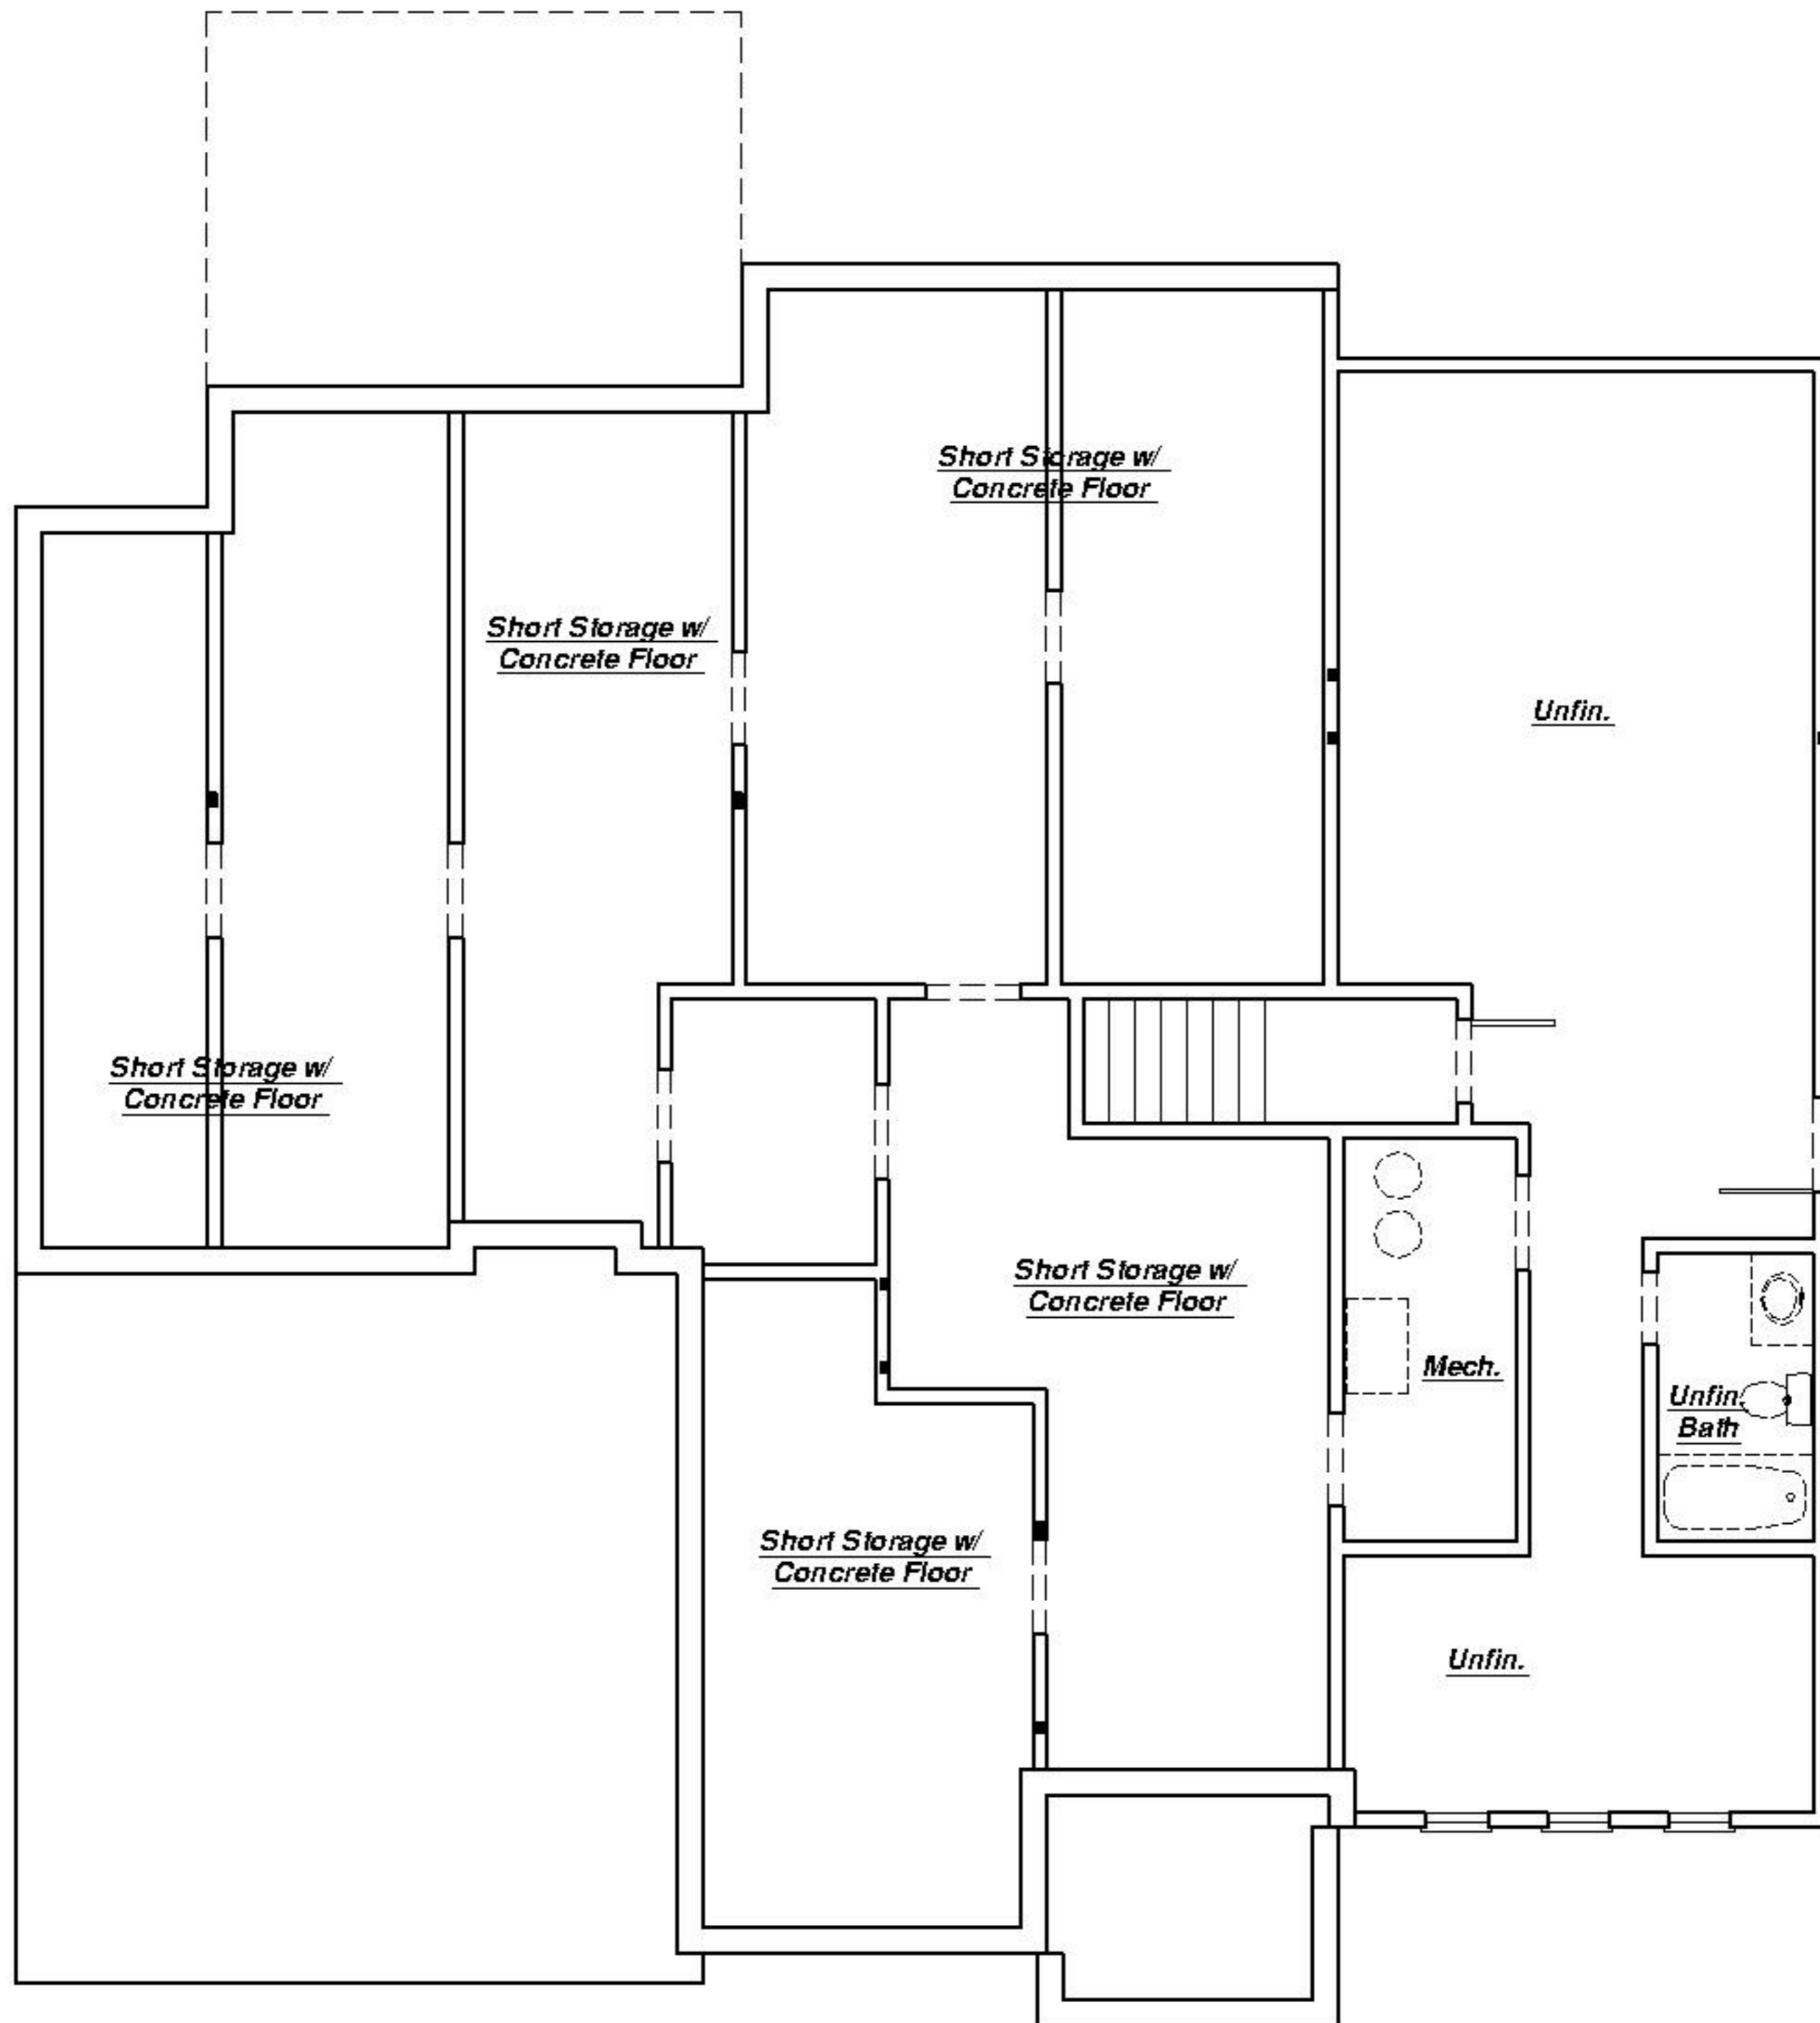 Short Storage w/
Concrete Floor
Short Storage w/
Concrete Floor
Unfin.
Short Storage w/
Concrete Floor
Short Storage w/
Concrete Floor
Mech.
Unfin.
Bath
Short Storage w/
Concrete Floor
Unfin.